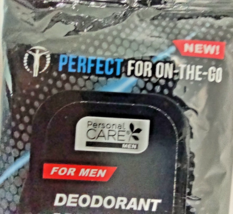 NEW!
PERFECT FOR ON-THE-GO
Personal
CARE®
MEN
FOR MEN
DEODORANT